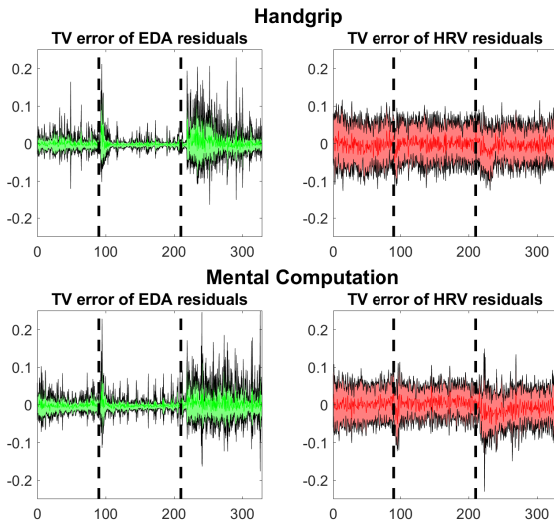 Handgrip
TV error of EDA residuals TV error of HRV residuals
0.2 0.2
0.1 0.1
0 0
-0.1 -0.1
-0.2 -0.2
0 100 200 300 0 100 200 300
Mental Computation
TV error of EDA residuals TV error of HRV residuals
0.2 0.2
0.1 0.1
0 0
-0.1 -0.1
-0.2 -0.2
0 100 200 300 0 100 200 300